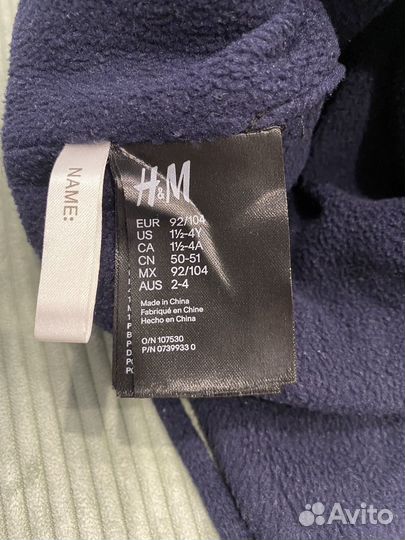 NAME:
H&M
EUR 92/104
US 1½-4Y
CA 1½-4A
CN 50-51
MX 92/104
AUS 2-4
Made in China
Fabriqué en Chine
Hecho en China
O/N 107530
P/N 0739933 0
Avito